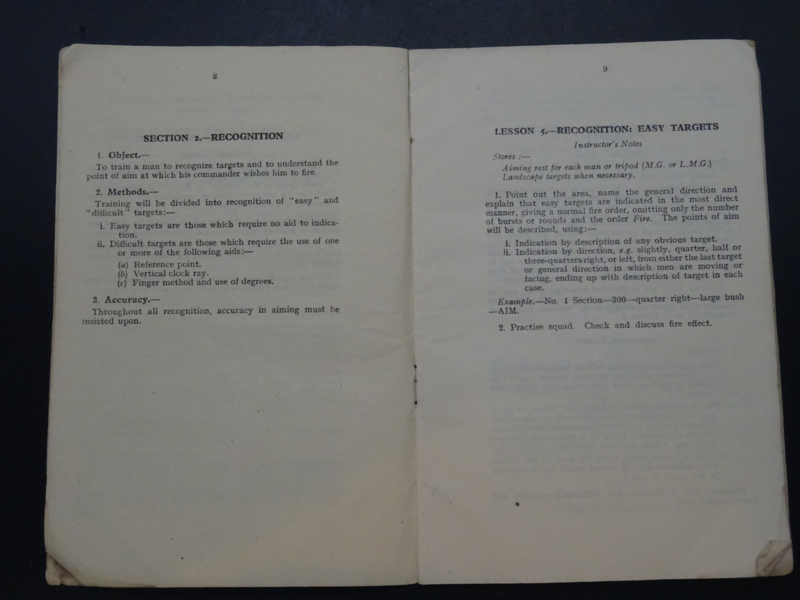 8
SECTION 2.—RECOGNITION
1. Object.—
To train a man to recognize targets and to understand the
point of aim at which his commander wishes him to fire.
2. Methods.—
Training will be divided into recognition of "easy" and
"difficult" targets:—
i. Easy targets are those which require no aid to indica-
tion.
ii. Difficult targets are those which require the use of one
or more of the following aids:—
(a) Reference point.
(b) Vertical clock ray.
(c) Finger method and use of degrees.
3. Accuracy.—
Throughout all recognition, accuracy in aiming must be
insisted upon.
9
LESSON 5.—RECOGNITION: EASY TARGETS
Instructor's Notes
Stores:—
Aiming rest for each man or tripod (M.G. or L.M.G.)
Landscape targets when necessary.
1. Point out the area, name the general direction and
explain that easy targets are indicated in the most direct
manner, giving a normal fire order, omitting only the number
of bursts or rounds and the order Fire. The points of aim
will be described, using:—
i. Indication by description of any obvious target.
ii. Indication by direction, e.g. slightly, quarter, half or
three-quarters right, or left, from either the last target
or general direction in which men are moving or
facing, ending up with description of target in each
case.
Example.—No. 1 Section—300—quarter right—large bush
—AIM.
2. Practise squad. Check and discuss fire effect.